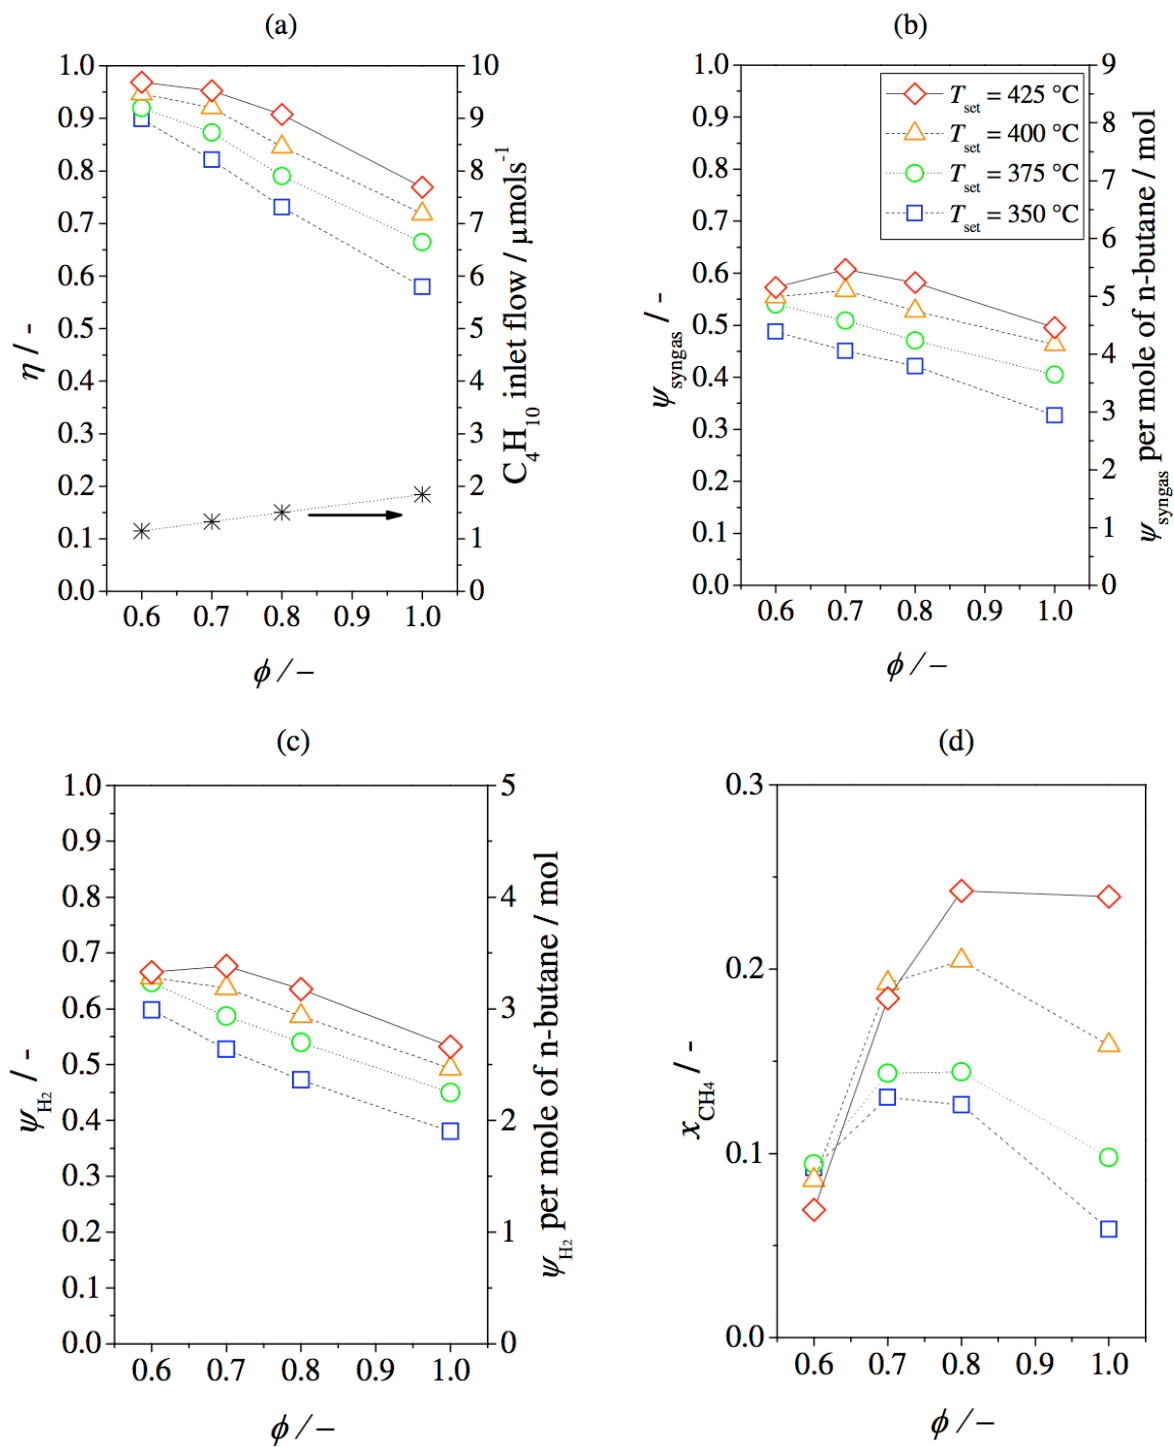 (a)
1.0
0.9
0.8
0.7
0.6
0.5
0.4
0.3
0.2
0.1
0.0
η / -
10
9
8
7
6
5
4
3
2
1
0
C₄H₁₀ inlet flow / μmols⁻¹
0.6 0.7 0.8 0.9 1.0
ϕ / –
(b)
1.0
0.9
0.8
0.7
0.6
0.5
0.4
0.3
0.2
0.1
0.0
ψsyngas / -
T set = 425 °C
T set = 400 °C
T set = 375 °C
T set = 350 °C
9
8
7
6
5
4
3
2
1
0
ψsyngas per mole of n-butane / mol
0.6 0.7 0.8 0.9 1.0
ϕ / –
(c)
1.0
0.9
0.8
0.7
0.6
0.5
0.4
0.3
0.2
0.1
0.0
ψH₂ / -
5
4
3
2
1
0
ψH₂ per mole of n-butane / mol
0.6 0.7 0.8 0.9 1.0
ϕ / –
(d)
0.3
0.2
0.1
0.0
xCH₄ / -
0.6 0.7 0.8 0.9 1.0
ϕ / –